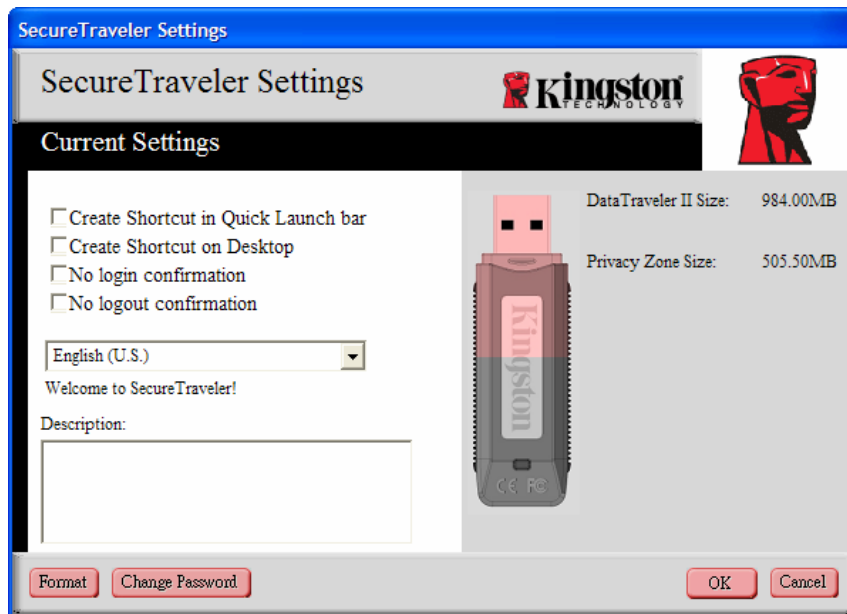 SecureTraveler Settings
SecureTraveler Settings
Kingston
TECHNOLOGY
Current Settings
Create Shortcut in Quick Launch bar
Create Shortcut on Desktop
No login confirmation
No logout confirmation
English (U.S.)
Welcome to SecureTraveler!
Description:
Kingston
CE FC
DataTraveler II Size: 984.00MB
Privacy Zone Size: 505.50MB
Format
Change Password
OK
Cancel